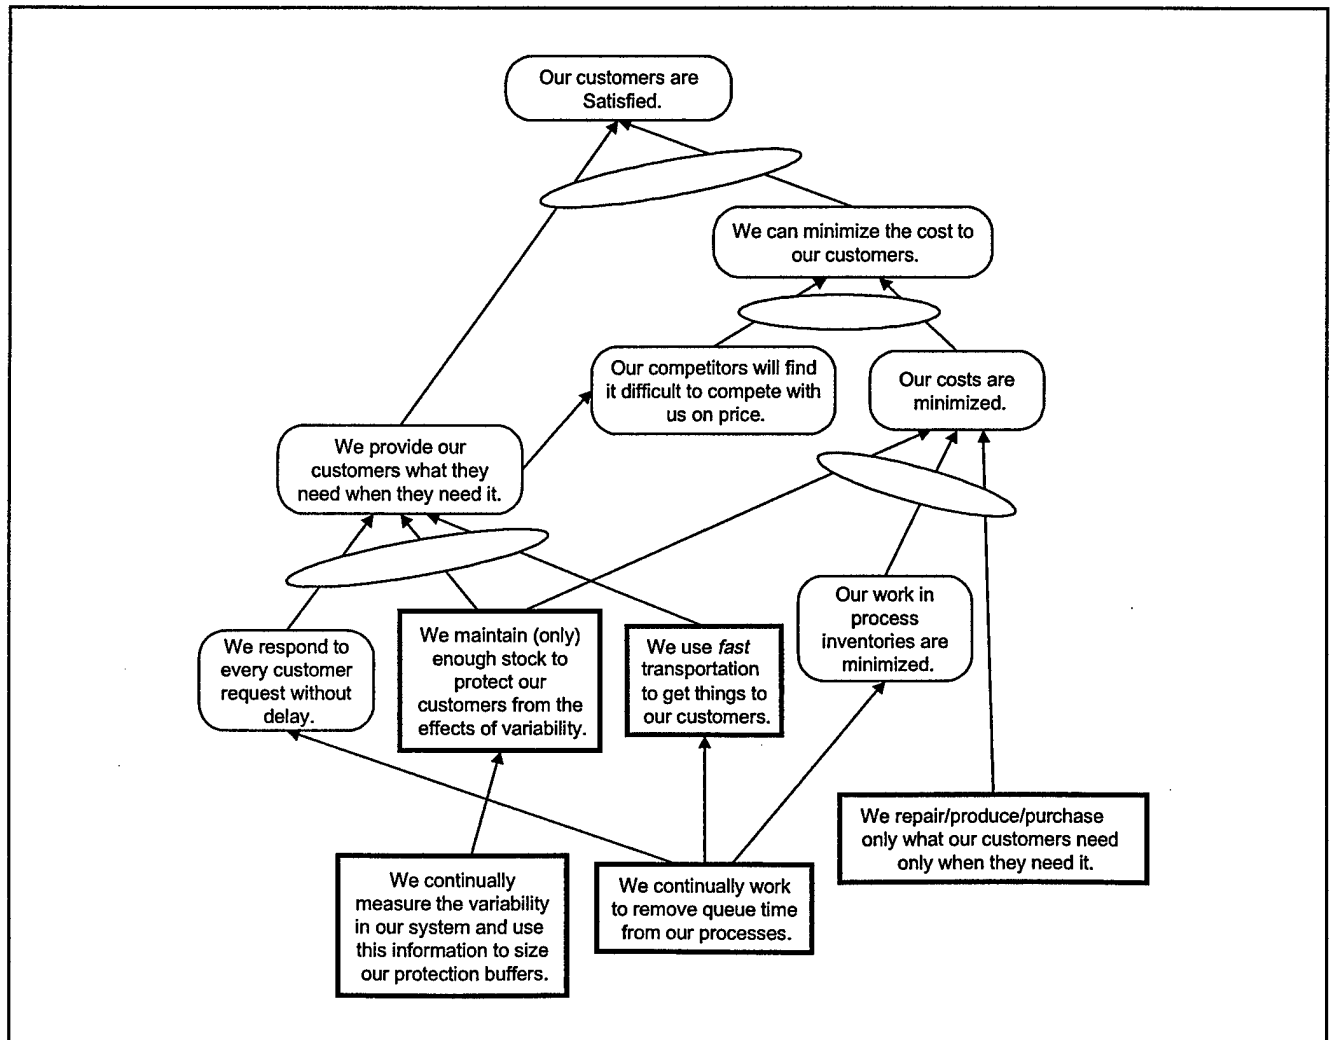 Our customers are
Satisfied.
We can minimize the cost to
our customers.
Our competitors will find
it difficult to compete with
us on price.
Our costs are
minimized.
We provide our
customers what they
need when they need it.
Our work in
process
inventories are
minimized.
We respond to
every customer
request without
delay.
We maintain (only)
enough stock to
protect our
customers from the
effects of variability.
We use fast
transportation
to get things to
our customers.
We repair/produce/purchase
only what our customers need
only when they need it.
We continually
measure the variability
in our system and use
this information to size
our protection buffers.
We continually work
to remove queue time
from our processes.